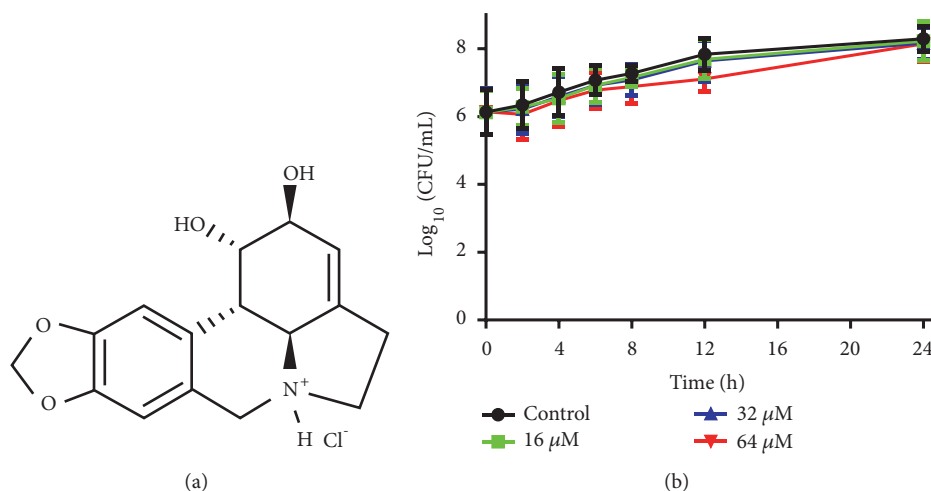 OH
HO
O
O
N+
H Cl-
(a)
Log10 (CFU/mL)
8
6
4
2
0
0 4 8 12 16 20 24
Time (h)
Control 32 μM
16 μM 64 μM
(b)